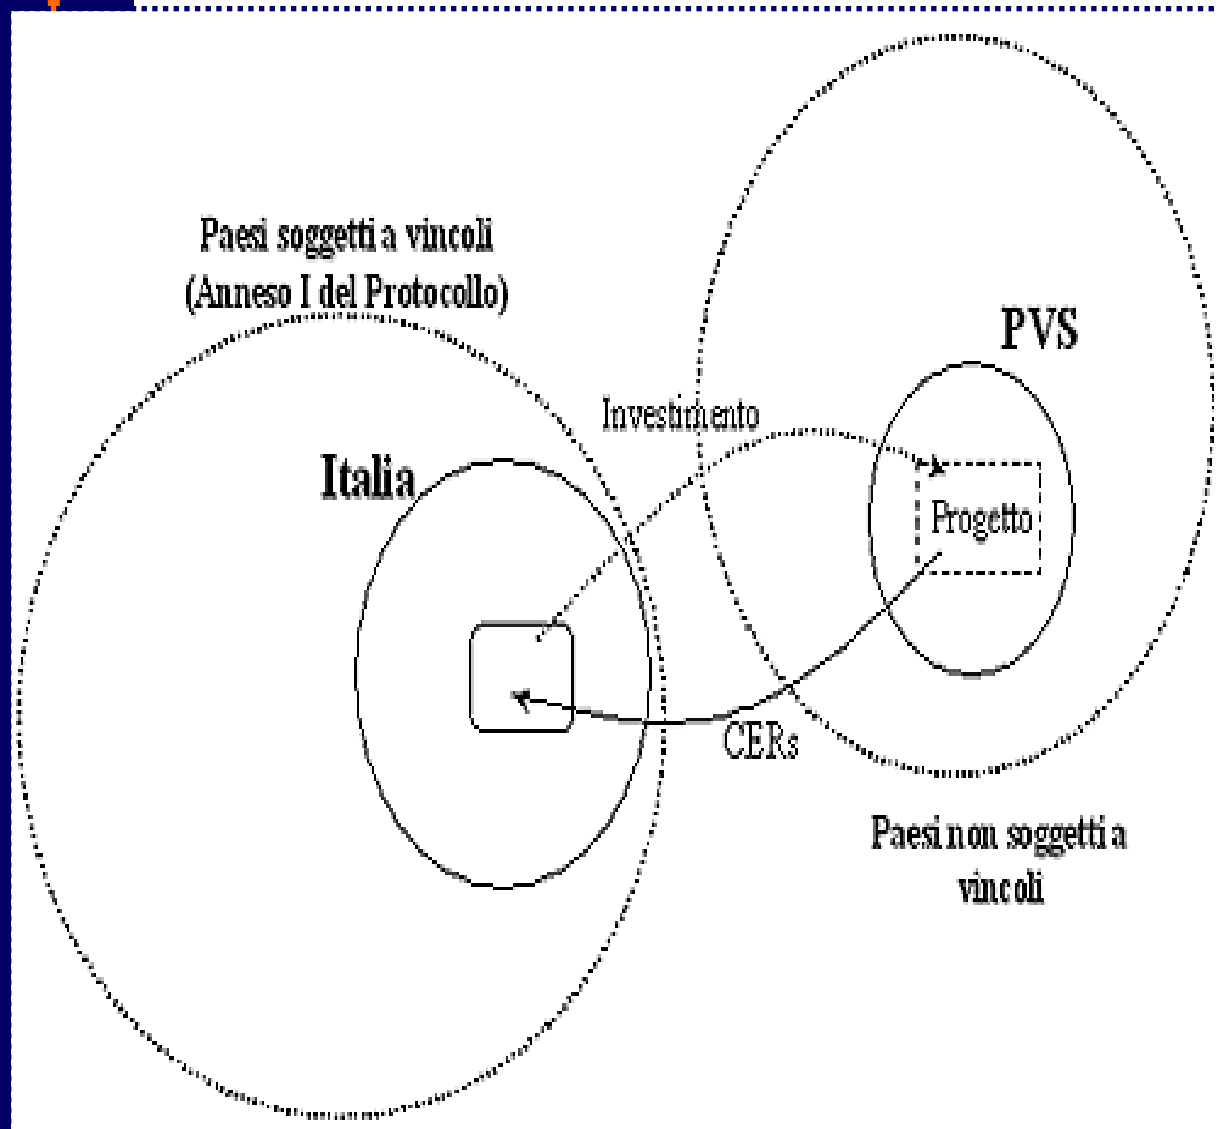 Paesi soggetti a vincoli
(Anneso I del Protocollo)
PVS
Investimento
Italia
Progetto
CERs
Paesi non soggetti a
vincoli